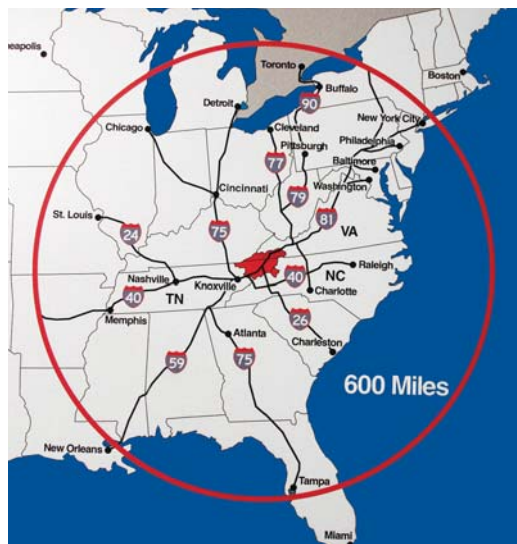 eapolis
Toronto
Buffalo
Boston
90
Detroit
New York City
Chicago
Cleveland
Philadelphia
Pittsburgh
Baltimore
77
Cincinnati
79
Washington
St. Louis
81
24
75
VA
Nashville
Knoxville
40
NC
Raleigh
40
TN
Charlotte
Memphis
26
Atlanta
Charleston
59
75
600 Miles
New Orleans
Tampa
Miami